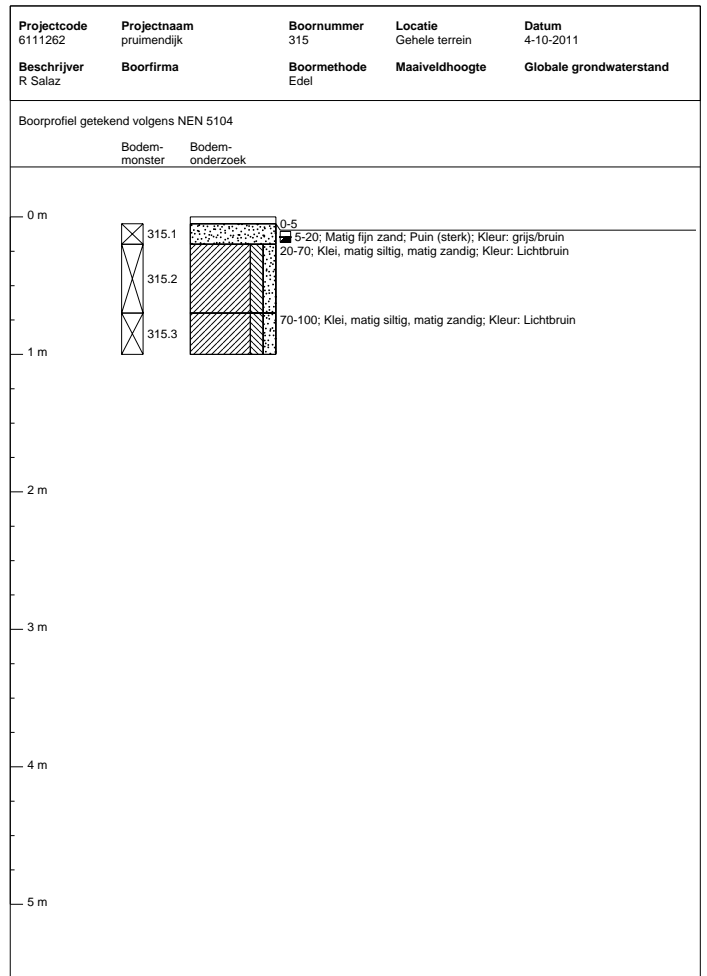 Projectcode Projectnaam Boornummer Locatie Datum
6111262 pruimendijk 315 Gehele terrein 4-10-2011
Beschrijver Boorfirma Boormethode Maaiveldhoogte Globale grondwaterstand
R Salaz Edel
Boorprofiel getekend volgens NEN 5104
Bodem- Bodem-
monster onderzoek
0 m
0-5
315.1 5-20; Matig fijn zand; Puin (sterk); Kleur: grijs/bruin
20-70; Klei, matig siltig, matig zandig; Kleur: Lichtbruin
315.2
70-100; Klei, matig siltig, matig zandig; Kleur: Lichtbruin
315.3
1 m
2 m
3 m
4 m
5 m